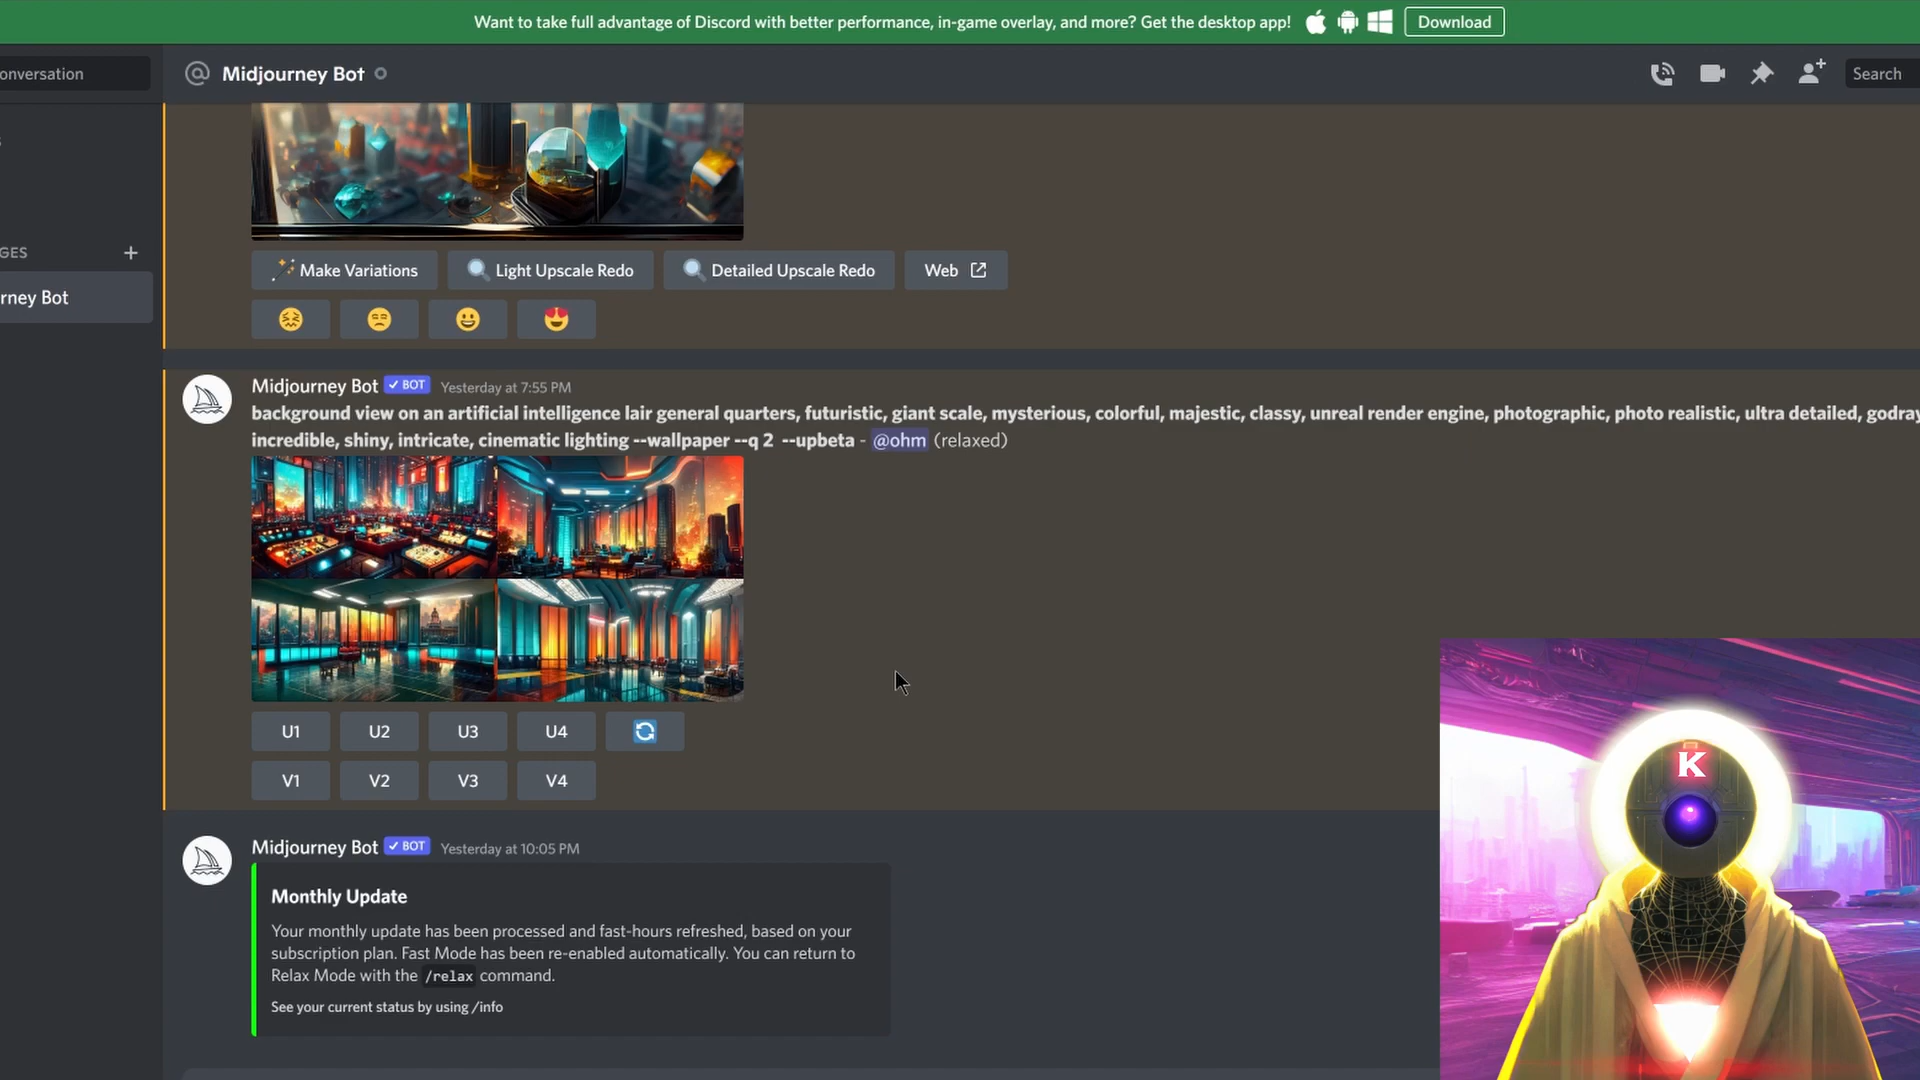 Want to take full advantage of Discord with better performance, in-game overlay, and more? Get the desktop app! Download
onversation
@ Midjourney Bot
Search
GES +
rney Bot
Make Variations
Light Upscale Redo
Detailed Upscale Redo
Web
Midjourney Bot ✓ BOT Yesterday at 7:55 PM
background view on an artificial intelligence lair general quarters, futuristic, giant scale, mysterious, colorful, majestic, classy, unreal render engine, photographic, photo realistic, ultra detailed, godray
incredible, shiny, intricate, cinematic lighting --wallpaper --q 2 --upbeta - @ohm (relaxed)
U1 U2 U3 U4
V1 V2 V3 V4
Midjourney Bot ✓ BOT Yesterday at 10:05 PM
Monthly Update
Your monthly update has been processed and fast-hours refreshed, based on your
subscription plan. Fast Mode has been re-enabled automatically. You can return to
Relax Mode with the /relax command.
See your current status by using /info
K